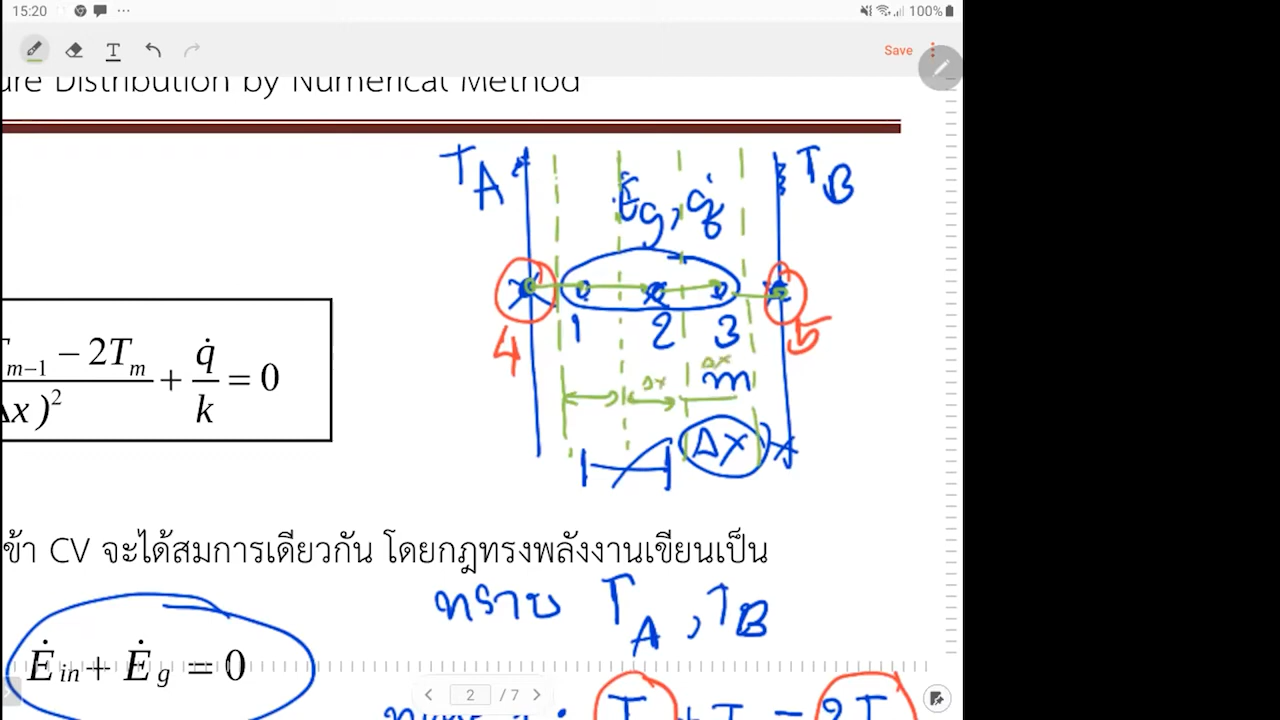 15:20
100%
T
Save
ure Distribution by Numerical Method
T_A
Ė_g, q̇
T_B
1 2 3
4
5
m-1 − 2T_m
Δx)² + q̇/k = 0
Δx Δx
m
Δx
ข้า CV จะได้สมการเดียวกัน โดยกฎทรงพลังงานเขียนเป็น
ทราบ T_A, T_B
Ė_in + Ė_g = 0
2 / 7